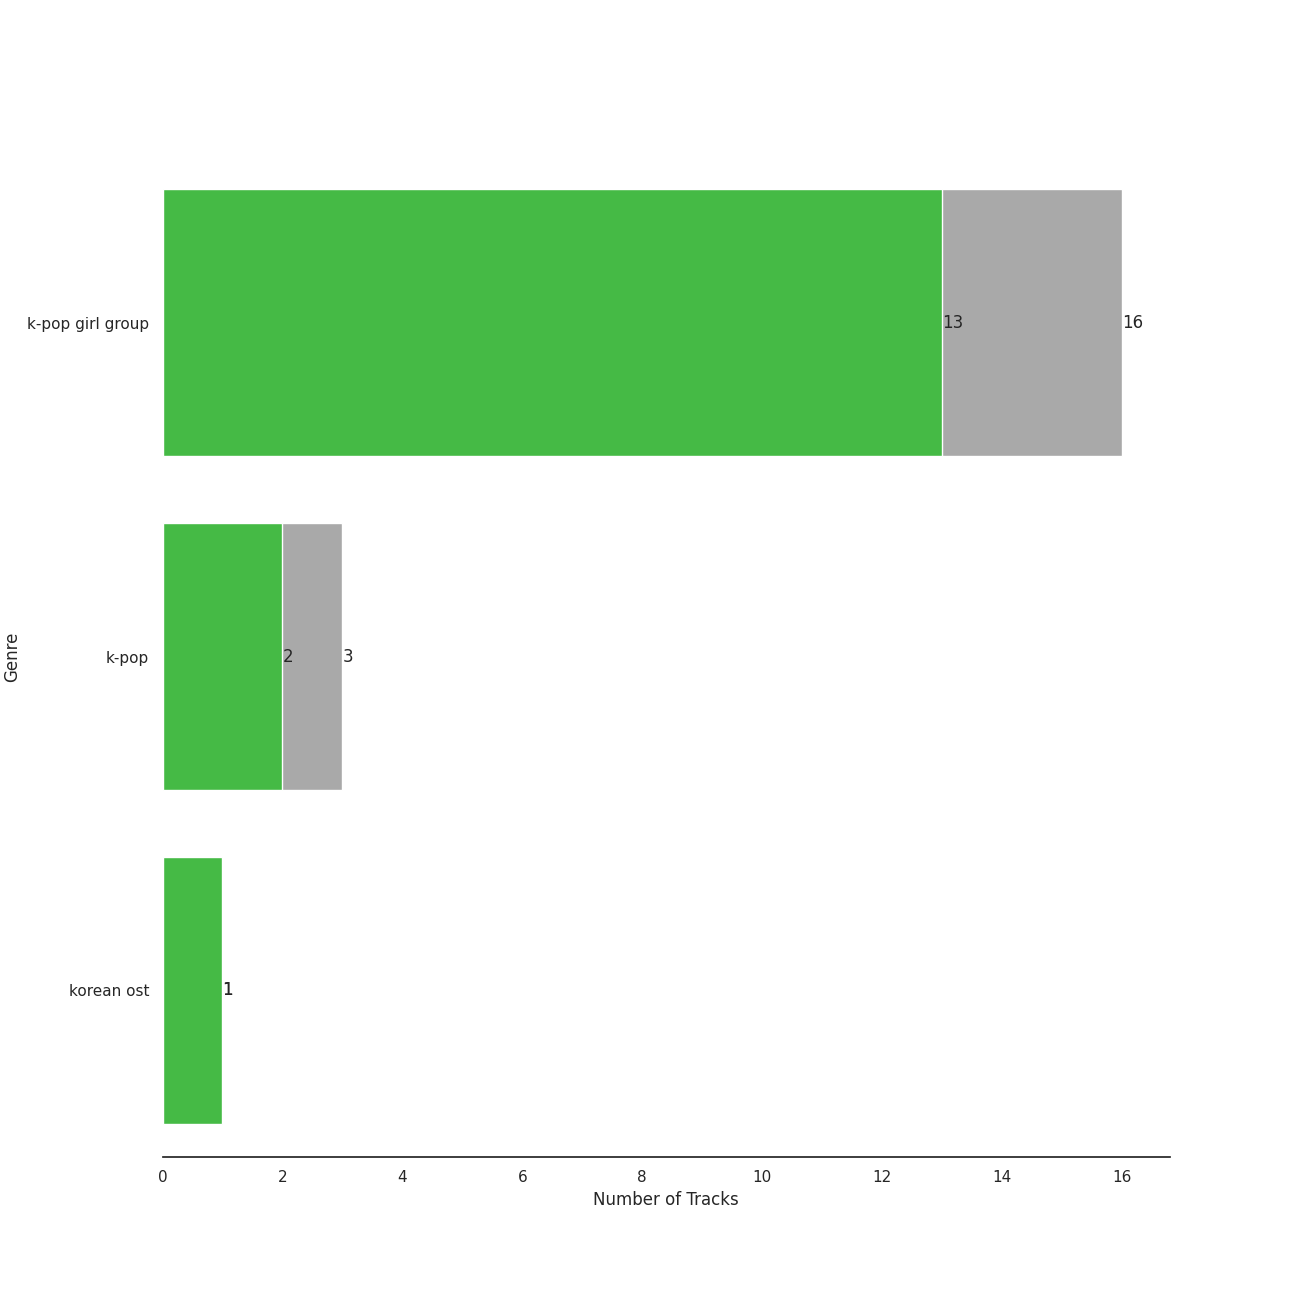 k-pop girl group
13
16
Genre
k-pop
2
3
korean ost
1
0 2 4 6 8 10 12 14 16
Number of Tracks